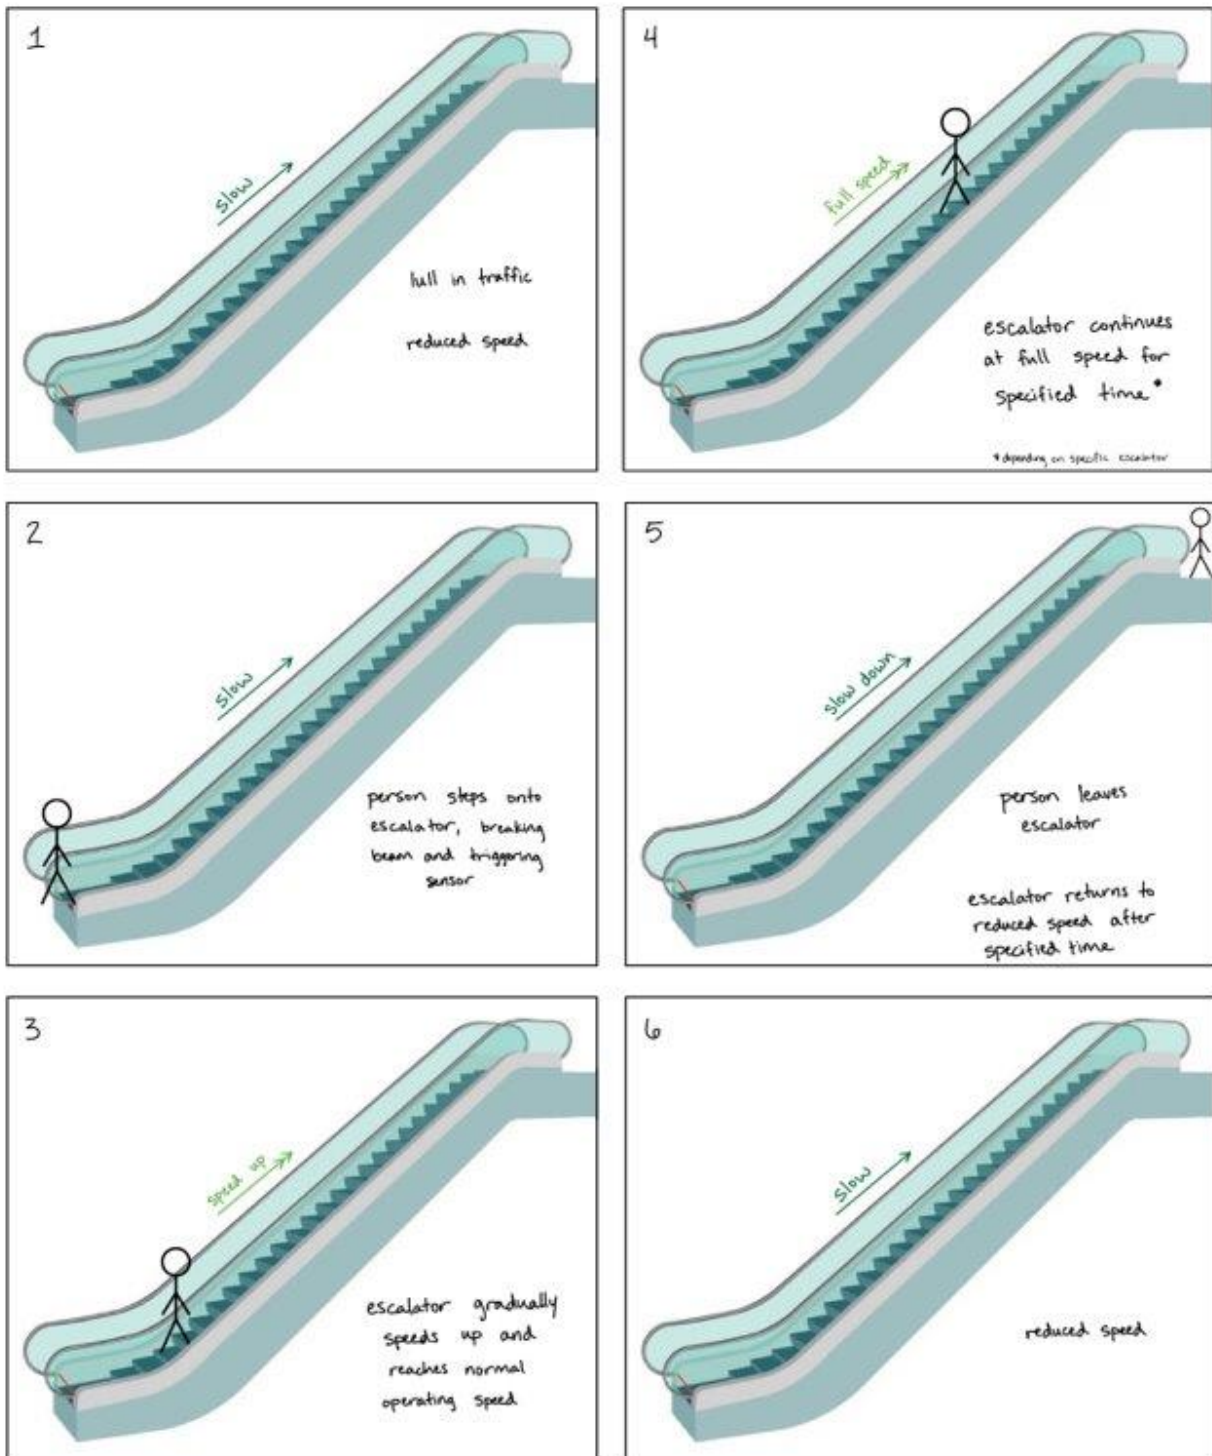 1
slow
lull in traffic
reduced speed
2
slow
person steps onto
escalator, breaking
beam and triggering
sensor
3
speed up
escalator gradually
speeds up and
reaches normal
operating speed
4
full speed
escalator continues
at full speed for
specified time*
*depending on specific escalator
5
slow down
person leaves
escalator
escalator returns to
reduced speed after
specified time
6
slow
reduced speed